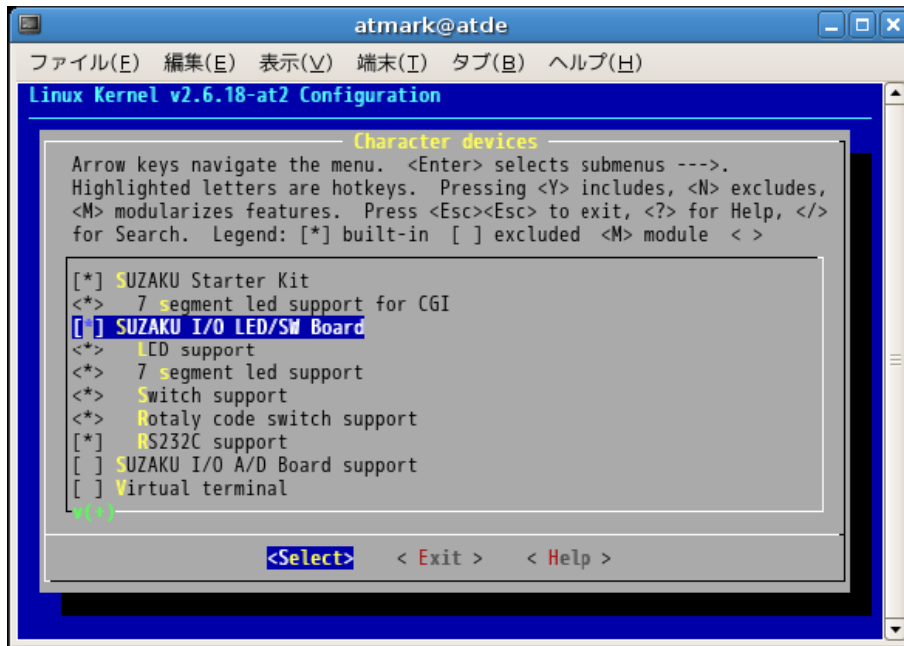 atmark@atde
ファイル(F) 編集(E) 表示(V) 端末(T) タブ(B) ヘルプ(H)
Linux Kernel v2.6.18-at2 Configuration
Character devices
Arrow keys navigate the menu. <Enter> selects submenus --->.
Highlighted letters are hotkeys. Pressing <Y> includes, <N> excludes,
<M> modularizes features. Press <Esc><Esc> to exit, <?> for Help, </>
for Search. Legend: [*] built-in [ ] excluded <M> module < >
[*] SUZAKU Starter Kit
<*> 7 segment led support for CGI
[*] SUZAKU I/O LED/SW Board
<*> LED support
<*> 7 segment led support
<*> Switch support
<*> Rotaly code switch support
[*] RS232C support
[ ] SUZAKU I/O A/D Board support
[ ] Virtual terminal
v(+)
<Select> < Exit > < Help >